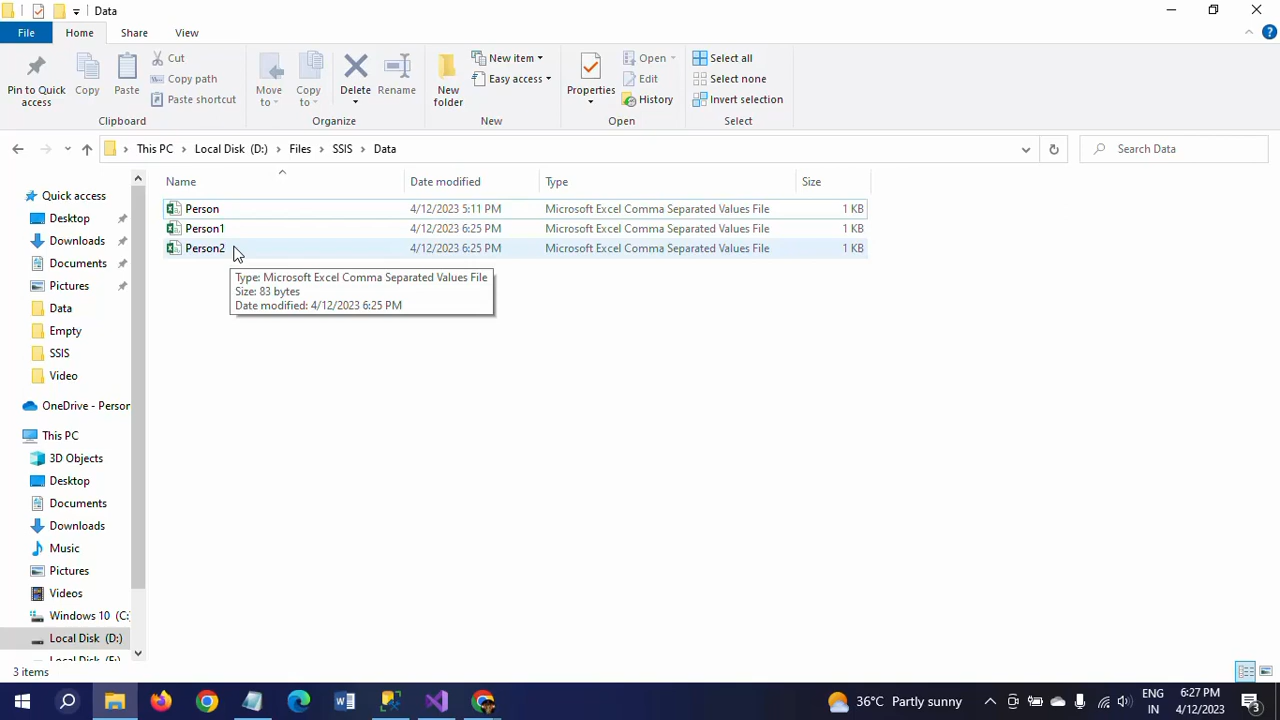 Data
File Home Share View
Pin to Quick access
Copy
Paste
Cut
Copy path
Paste shortcut
Clipboard
Move to
Copy to
Delete
Rename
Organize
New folder
New item
Easy access
New
Properties
Open
Edit
History
Open
Select all
Select none
Invert selection
Select
This PC Local Disk (D:) Files SSIS Data
Search Data
Name Date modified Type Size
Person 4/12/2023 5:11 PM Microsoft Excel Comma Separated Values File 1 KB
Person1 4/12/2023 6:25 PM Microsoft Excel Comma Separated Values File 1 KB
Person2 4/12/2023 6:25 PM Microsoft Excel Comma Separated Values File 1 KB
Type: Microsoft Excel Comma Separated Values File
Size: 83 bytes
Date modified: 4/12/2023 6:25 PM
Quick access
Desktop
Downloads
Documents
Pictures
Data
Empty
SSIS
Video
OneDrive - Person
This PC
3D Objects
Desktop
Documents
Downloads
Music
Pictures
Videos
Windows 10 (C:
Local Disk (D:)
Local Disk (E:)
3 items
36°C Partly sunny
ENG
IN
6:27 PM
4/12/2023
3